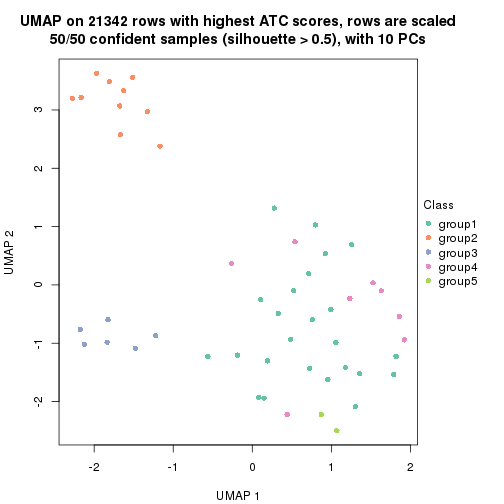 UMAP on 21342 rows with highest ATC scores, rows are scaled
50/50 confident samples (silhouette > 0.5), with 10 PCs
3
2
1
0
-1
-2
UMAP 2
-2 -1 0 1 2
UMAP 1
Class
group1
group2
group3
group4
group5